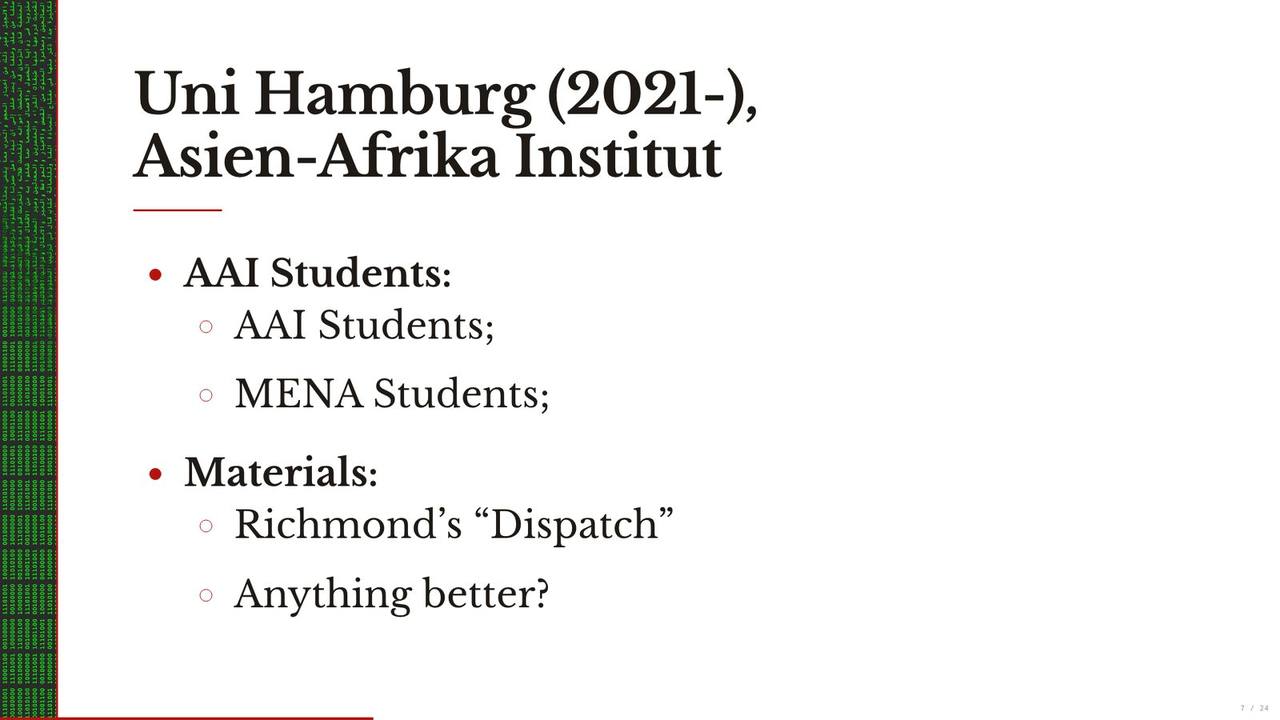 Uni Hamburg (2021-),
Asien-Afrika Institut
AAI Students:
AAI Students;
MENA Students;
Materials:
Richmond’s “Dispatch”
Anything better?
7 / 24